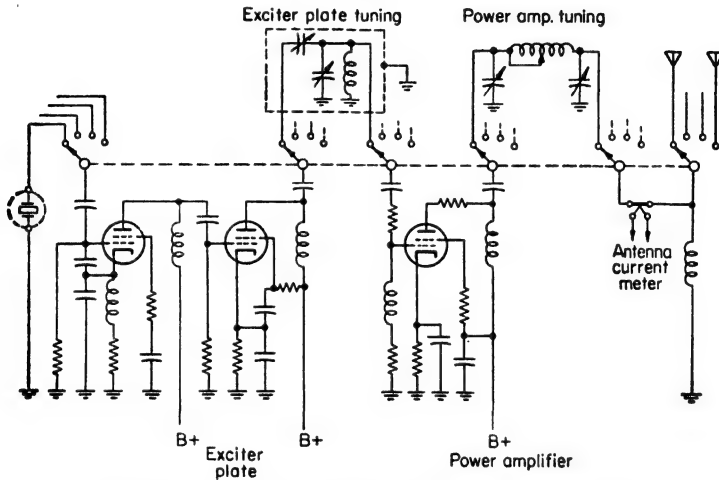 Exciter plate tuning
Power amp. tuning
Antenna
current
meter
B+
Exciter
plate
B+
B+
Power amplifier